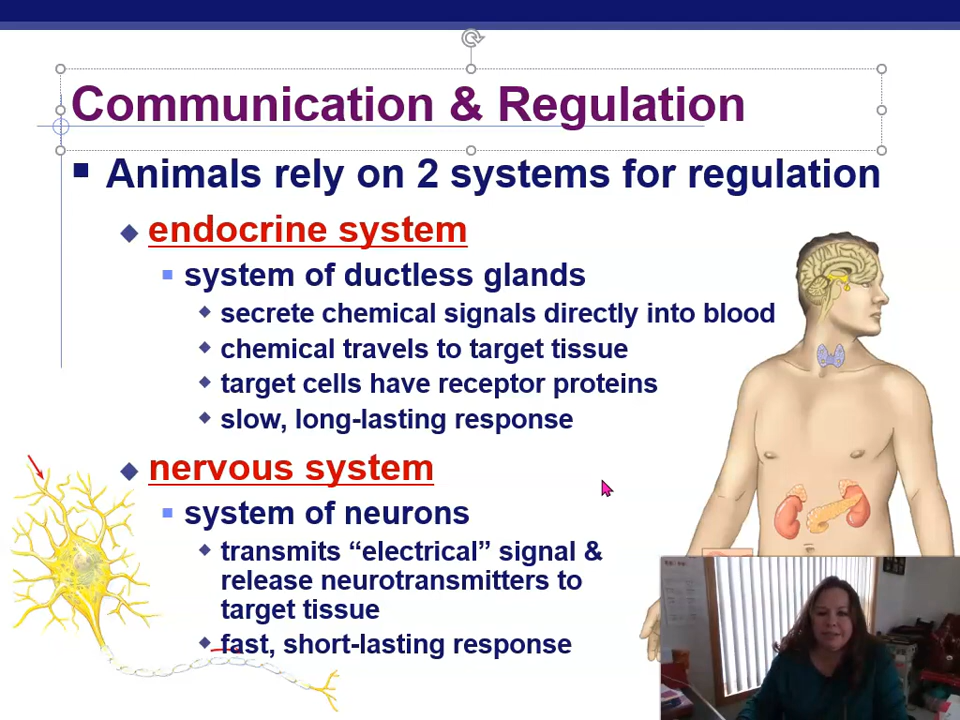 Communication & Regulation
Animals rely on 2 systems for regulation
endocrine system
system of ductless glands
secrete chemical signals directly into blood
chemical travels to target tissue
target cells have receptor proteins
slow, long-lasting response
nervous system
system of neurons
transmits “electrical” signal &
release neurotransmitters to
target tissue
fast, short-lasting response